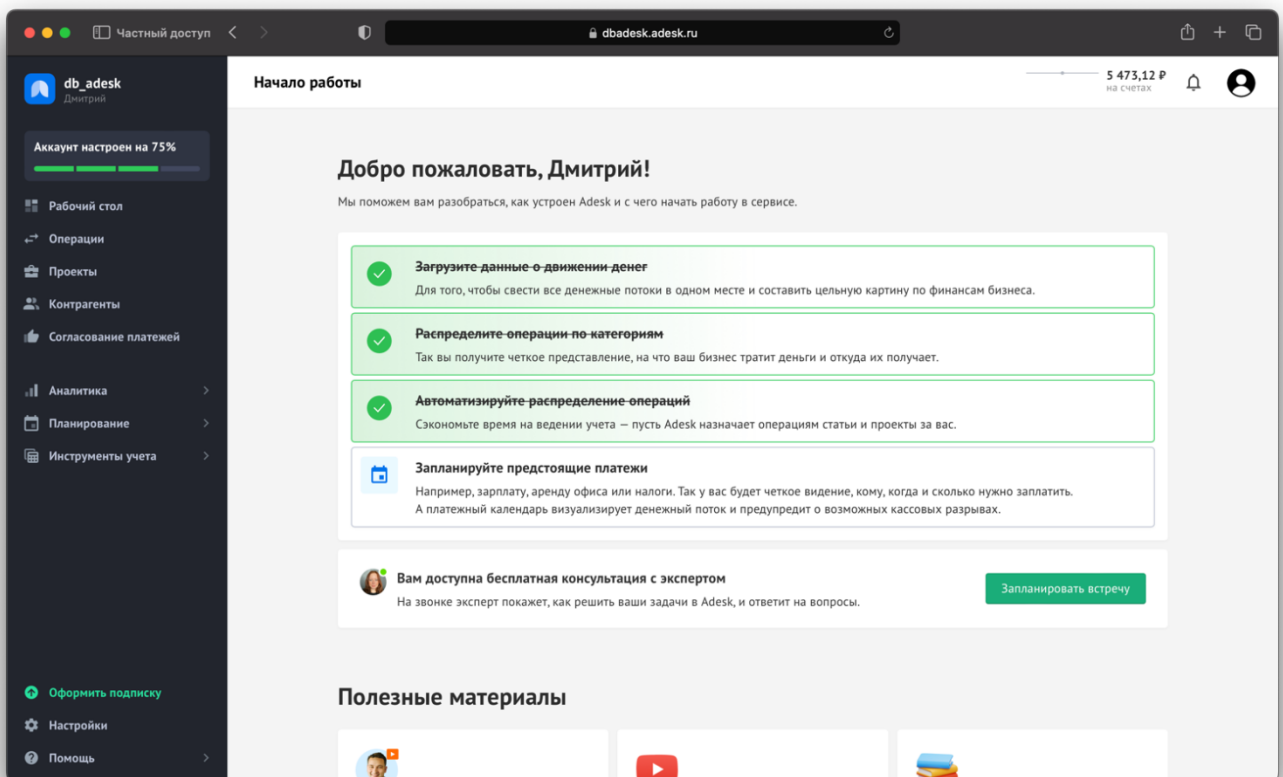 Частный доступ
dbadesk.adesk.ru
db_adesk
Дмитрий
Аккаунт настроен на 75%
Рабочий стол
Операции
Проекты
Контрагенты
Согласование платежей
Аналитика
Планирование
Инструменты учета
Оформить подписку
Настройки
Помощь
Начало работы
5 473,12 ₽
на счетах
Добро пожаловать, Дмитрий!
Мы поможем вам разобраться, как устроен Adesk и с чего начать работу в сервисе.
Загрузите данные о движении денег
Для того, чтобы свести все денежные потоки в одном месте и составить цельную картину по финансам бизнеса.
Распределите операции по категориям
Так вы получите четкое представление, на что ваш бизнес тратит деньги и откуда их получает.
Автоматизируйте распределение операций
Сэкономьте время на ведении учета — пусть Adesk назначает операциям статьи и проекты за вас.
Запланируйте предстоящие платежи
Например, зарплату, аренду офиса или налоги. Так у вас будет четкое видение, кому, когда и сколько нужно заплатить.
А платежный календарь визуализирует денежный поток и предупредит о возможных кассовых разрывах.
Вам доступна бесплатная консультация с экспертом
На звонке эксперт покажет, как решить ваши задачи в Adesk, и ответит на вопросы.
Запланировать встречу
Полезные материалы